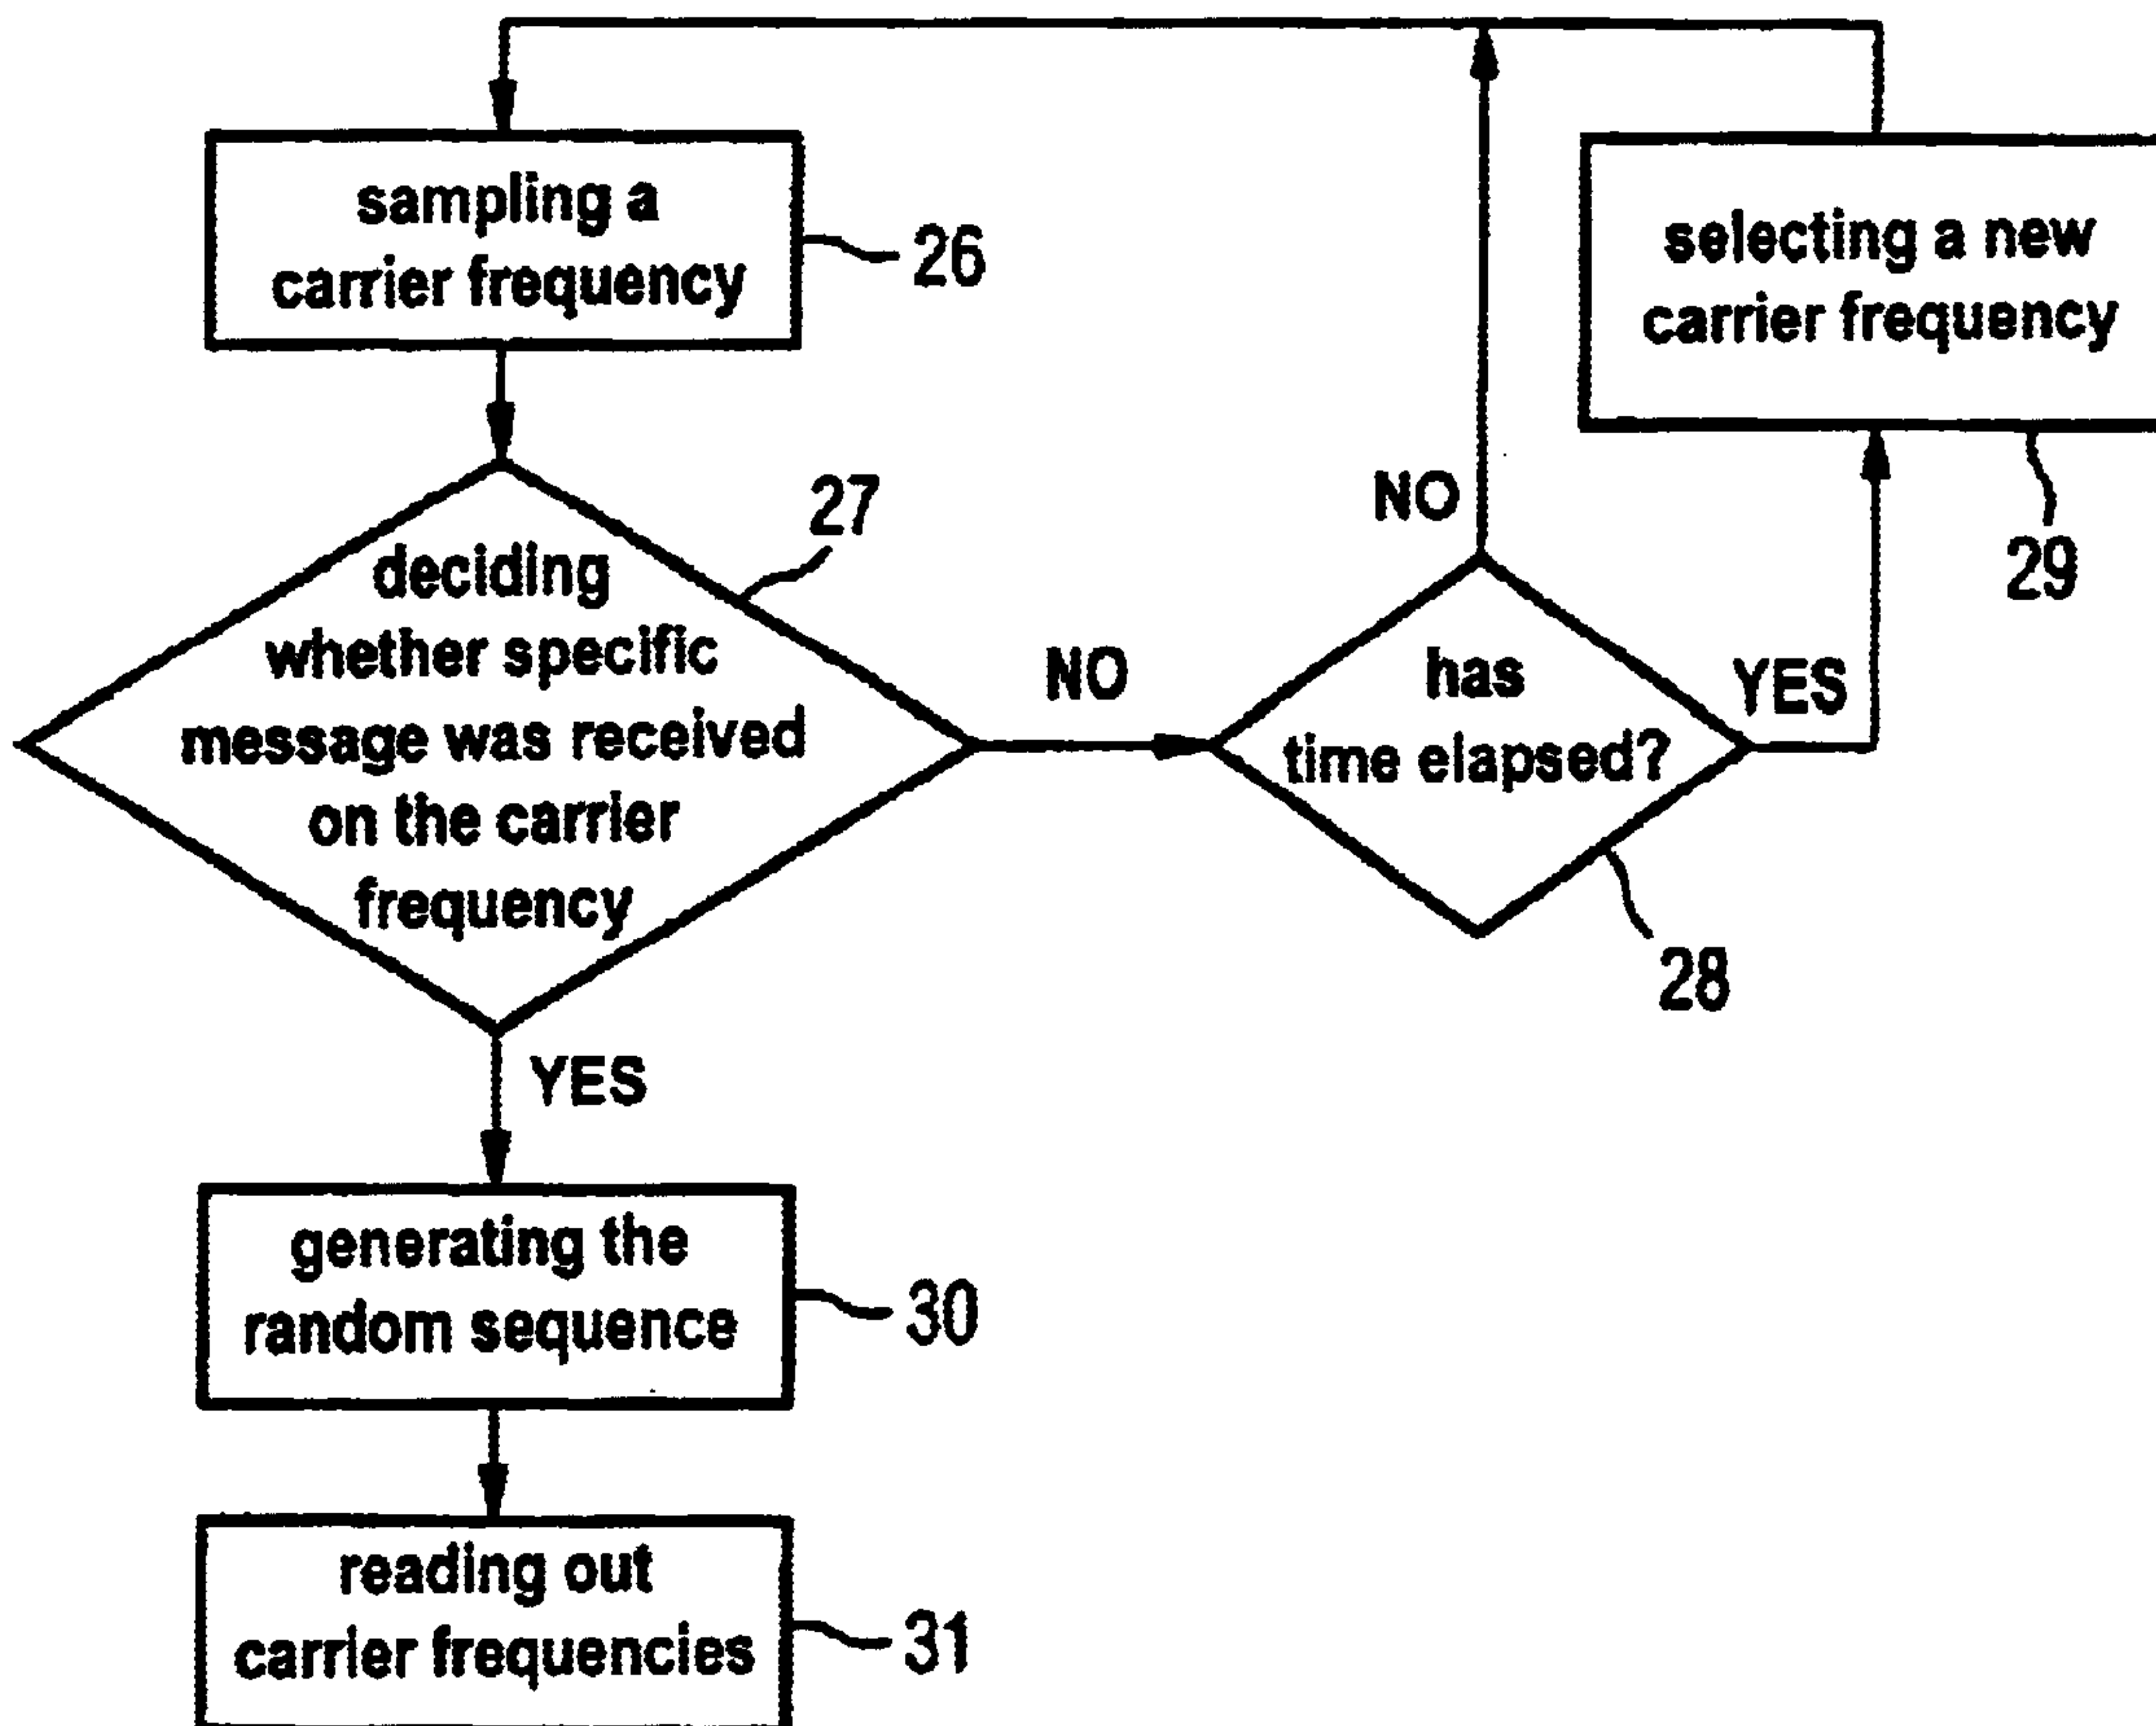 sampling a
carrier frequency
26
deciding
whether specific
message was received
on the carrier
frequency
27
NO
has
time elapsed?
28
NO
YES
selecting a new
carrier frequency
29
YES
generating the
random sequence
30
reading out
carrier frequencies
31